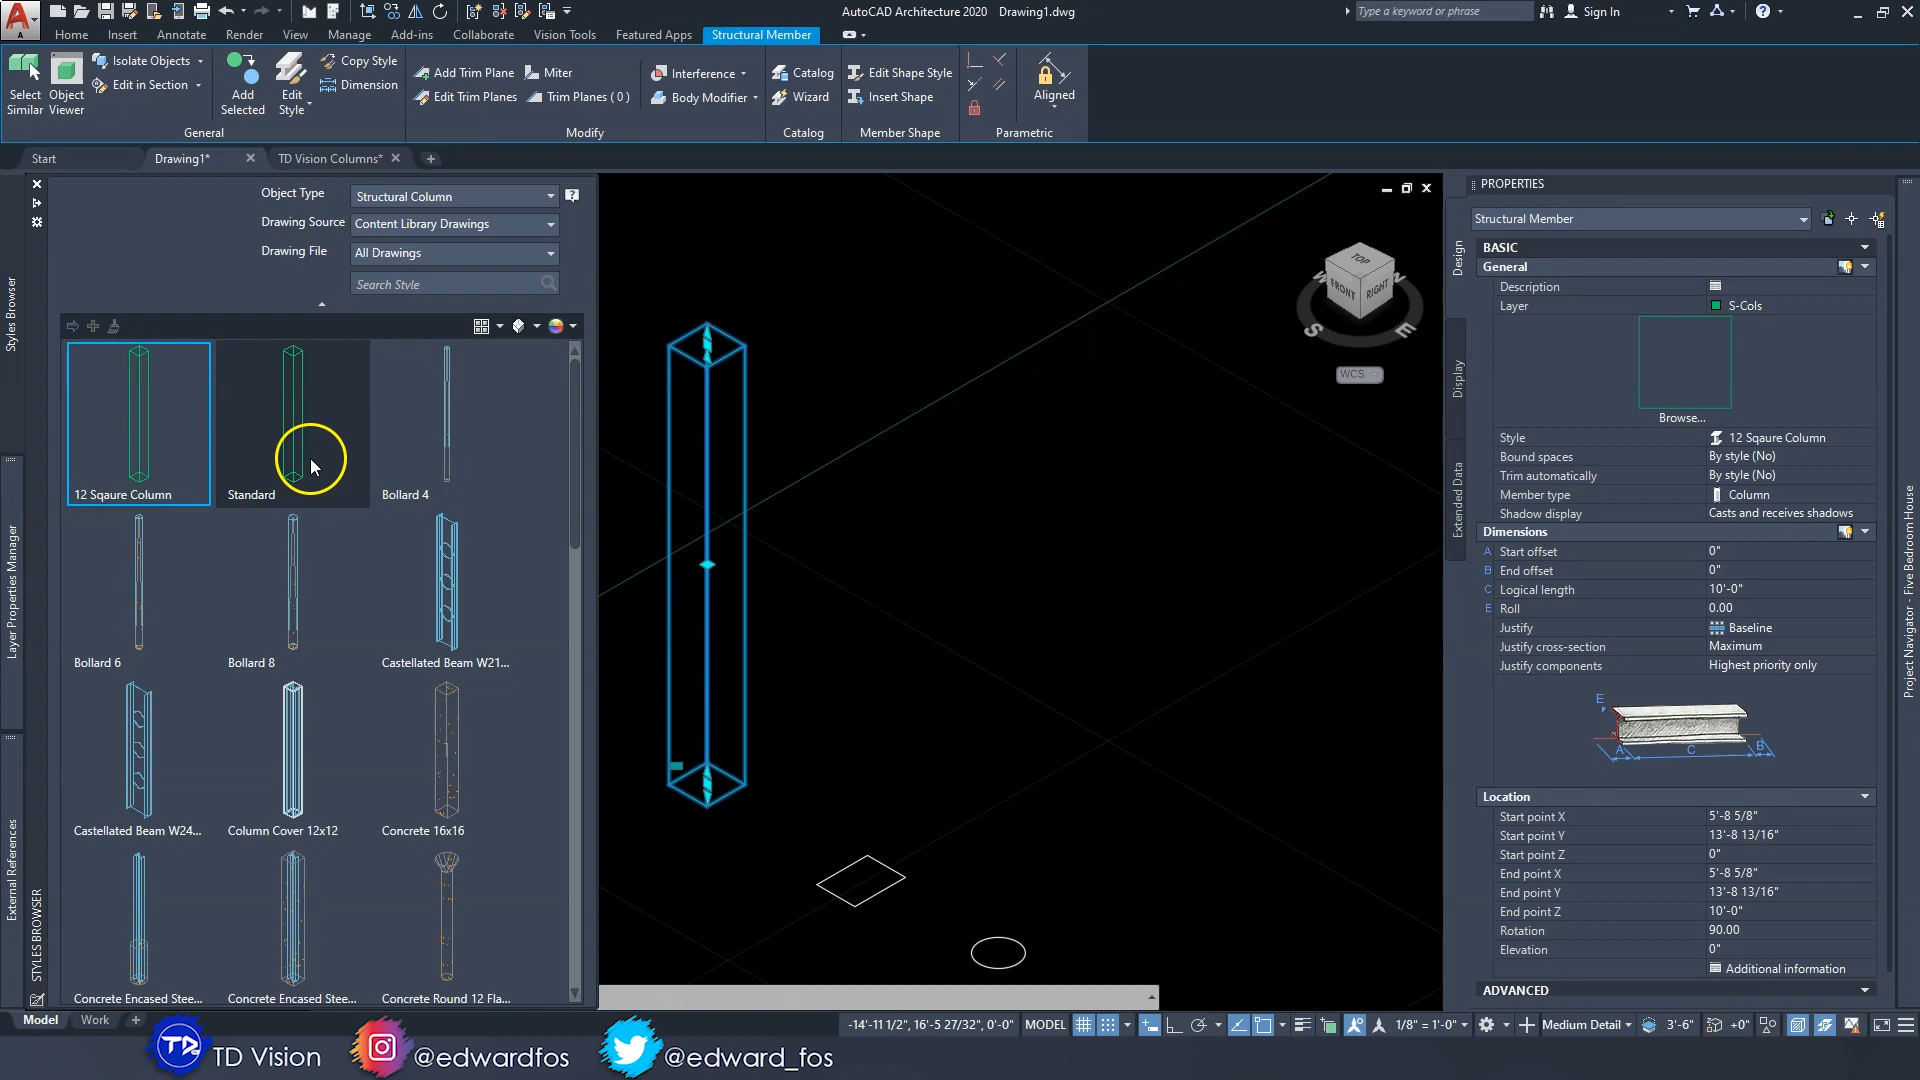 AutoCAD Architecture 2020 Drawing1.dwg
Type a keyword or phrase
Sign In
Home Insert Annotate Render View Manage Add-ins Collaborate Vision Tools Featured Apps Structural Member
Select Similar
Object Viewer
Isolate Objects
Edit in Section
Add Selected
Edit Style
Copy Style
Dimension
General
Add Trim Plane
Miter
Edit Trim Planes
Trim Planes ( 0 )
Interference
Body Modifier
Modify
Catalog
Wizard
Catalog
Edit Shape Style
Insert Shape
Member Shape
Aligned
Parametric
Start
Drawing1*
TD Vision Columns*
Object Type Structural Column
Drawing Source Content Library Drawings
Drawing File All Drawings
Search Style
Styles Browser
Layer Properties Manager
External References
STYLES BROWSER
12 Sqaure Column
Standard
Bollard 4
Bollard 6
Bollard 8
Castellated Beam W21...
Castellated Beam W24...
Column Cover 12x12
Concrete 16x16
Concrete Encased Stee...
Concrete Encased Stee...
Concrete Round 12 Fla...
TOP
FRONT
RIGHT
W
N
S
E
WCS
PROPERTIES
Structural Member
Design
Display
Extended Data
Project Navigator - Five Bedroom House
BASIC
General
Description
Layer S-Cols
Browse...
Style 12 Sqaure Column
Bound spaces By style (No)
Trim automatically By style (No)
Member type Column
Shadow display Casts and receives shadows
Dimensions
A Start offset 0"
B End offset 0"
C Logical length 10'-0"
E Roll 0.00
Justify Baseline
Justify cross-section Maximum
Justify components Highest priority only
E
A
C
B
Location
Start point X 5'-8 5/8"
Start point Y 13'-8 13/16"
Start point Z 0"
End point X 5'-8 5/8"
End point Y 13'-8 13/16"
End point Z 10'-0"
Rotation 90.00
Elevation 0"
Additional information
ADVANCED
Model Work
-14'-11 1/2", 16'-5 27/32", 0'-0" MODEL
1/8" = 1'-0"
Medium Detail
3'-6"
+0"
TD Vision
@edwardfos
@edward_fos